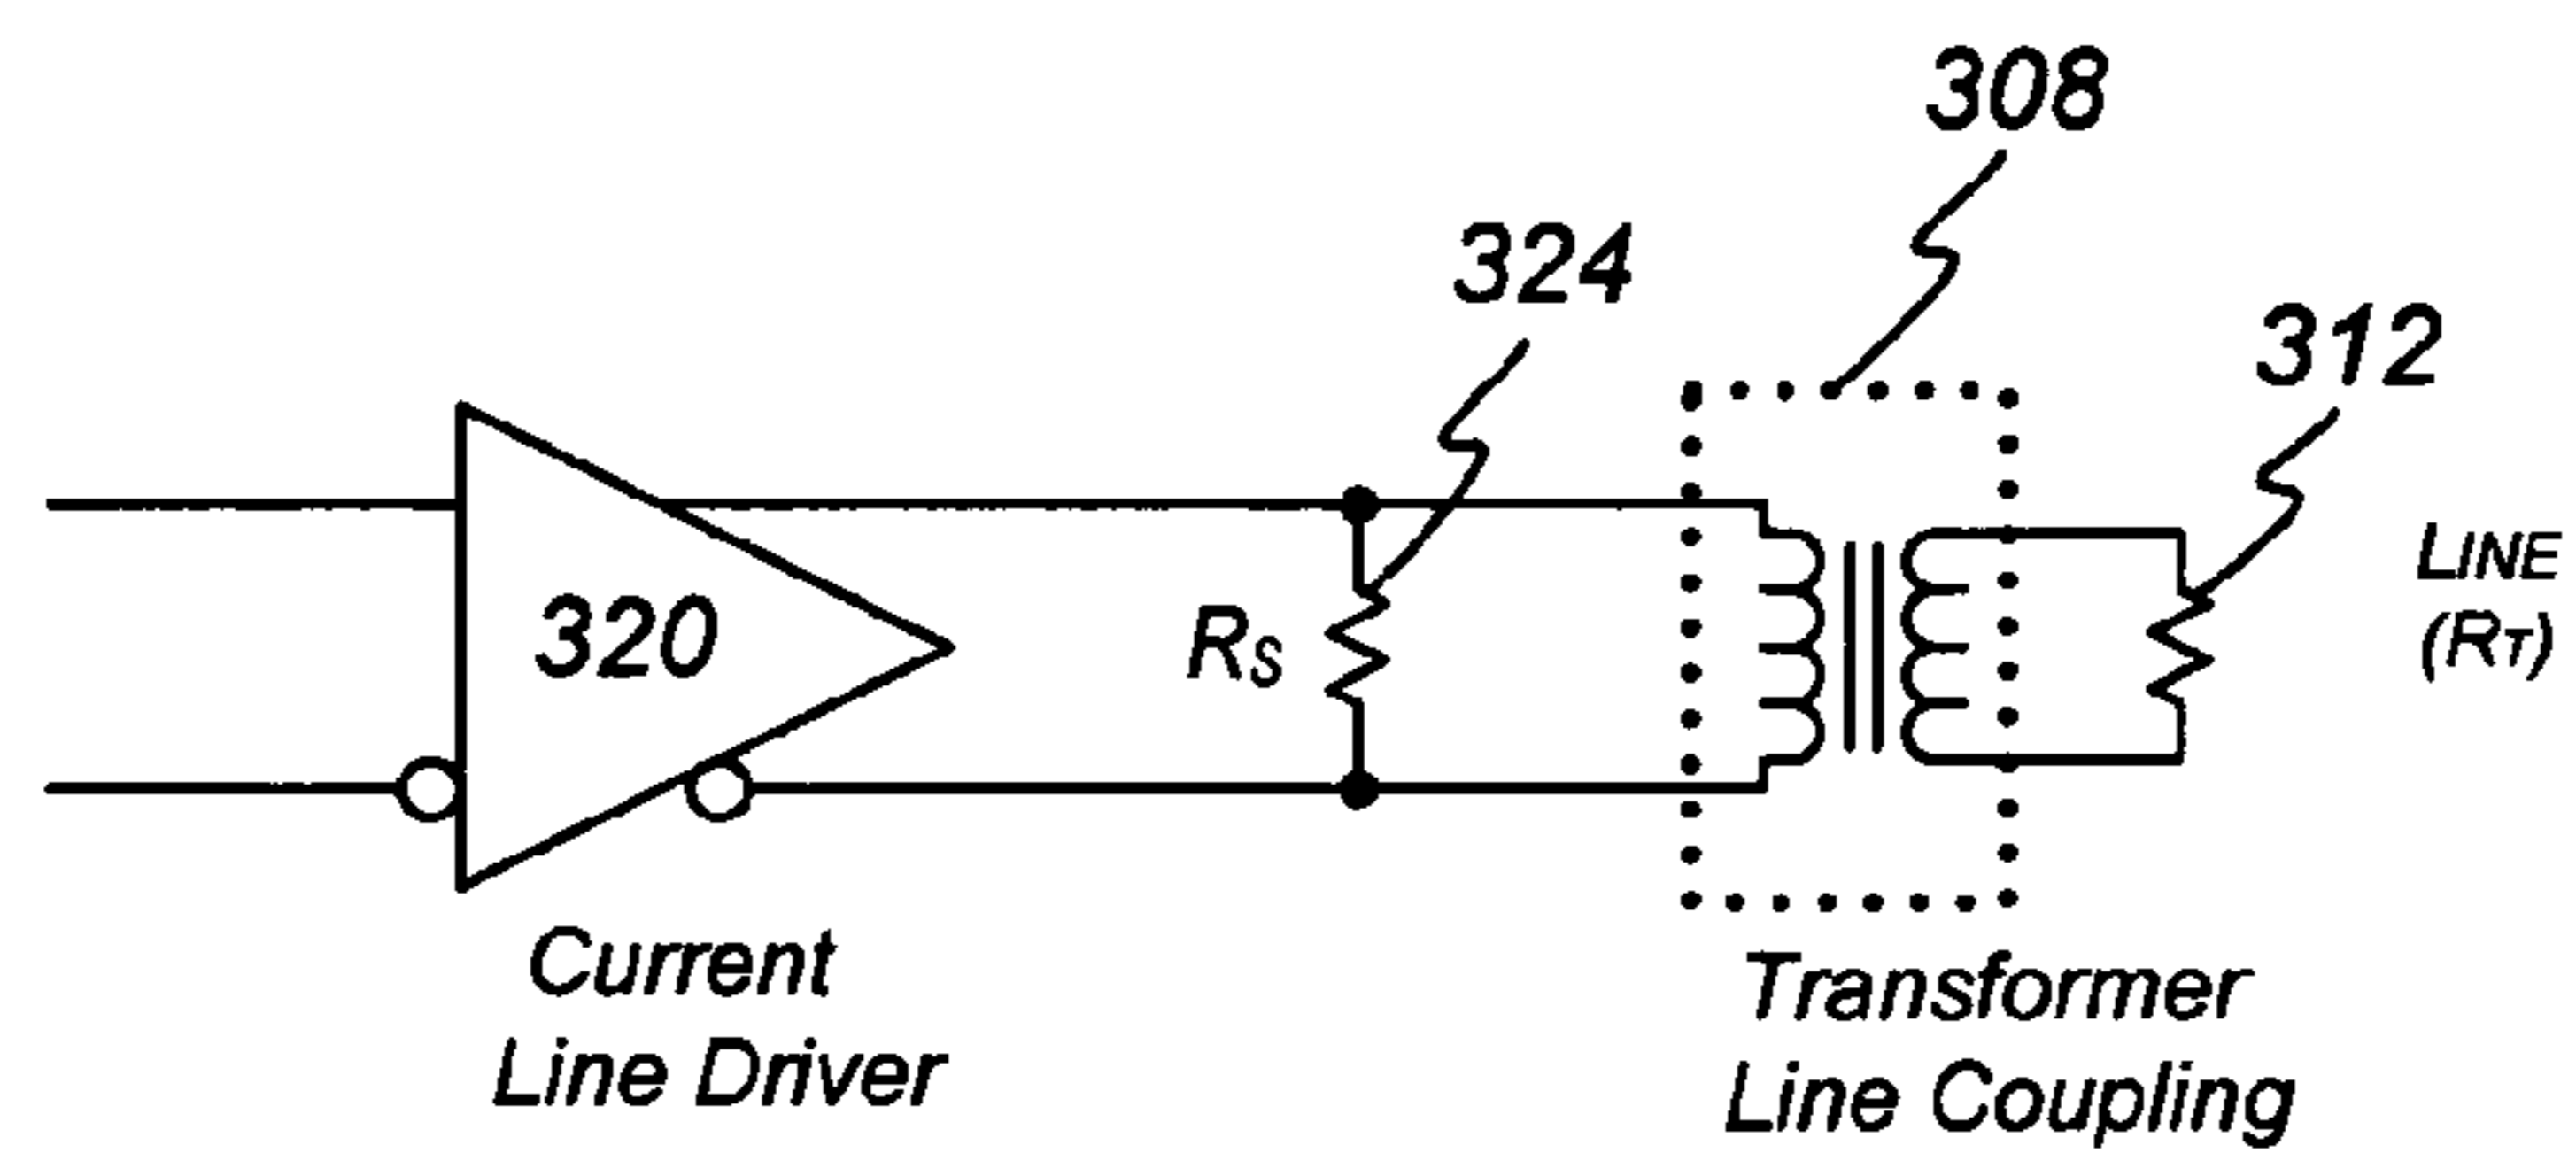 308
324
312
LINE
(RT)
320
RS
Current
Line Driver
Transformer
Line Coupling